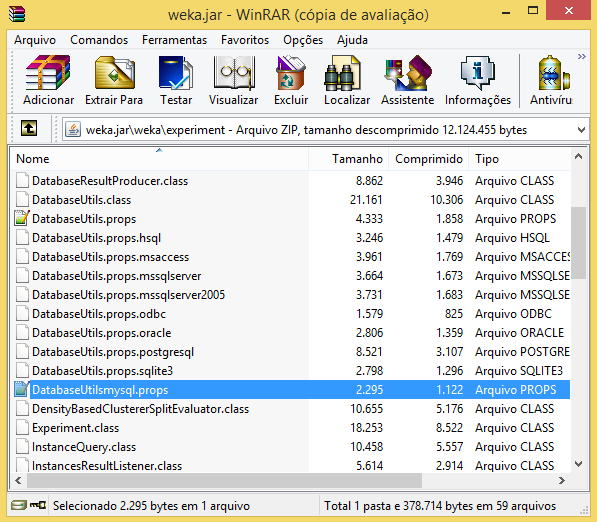 weka.jar - WinRAR (cópia de avaliação)
Arquivo Comandos Ferramentas Favoritos Opções Ajuda
Adicionar Extrair Para Testar Visualizar Excluir Localizar Assistente Informações Antivíru
weka.jar\weka\experiment - Arquivo ZIP, tamanho descomprimido 12.124.455 bytes
Nome Tamanho Comprimido Tipo
DatabaseResultProducer.class 8.862 3.946 Arquivo CLASS
DatabaseUtils.class 21.161 10.306 Arquivo CLASS
DatabaseUtils.props 4.333 1.858 Arquivo PROPS
DatabaseUtils.props.hsql 3.246 1.479 Arquivo HSQL
DatabaseUtils.props.msaccess 3.961 1.769 Arquivo MSACCES
DatabaseUtils.props.mssqlserver 3.664 1.673 Arquivo MSSQLSE
DatabaseUtils.props.mssqlserver2005 3.731 1.683 Arquivo MSSQLSE
DatabaseUtils.props.odbc 1.579 825 Arquivo ODBC
DatabaseUtils.props.oracle 2.806 1.359 Arquivo ORACLE
DatabaseUtils.props.postgresql 8.521 3.107 Arquivo POSTGRE
DatabaseUtils.props.sqlite3 2.798 1.296 Arquivo SQLITE3
DatabaseUtilsmysql.props 2.295 1.122 Arquivo PROPS
DensityBasedClustererSplitEvaluator.class 10.655 5.176 Arquivo CLASS
Experiment.class 18.253 8.522 Arquivo CLASS
InstanceQuery.class 10.458 5.557 Arquivo CLASS
InstancesResultListener.class 5.614 2.914 Arquivo CLASS
Selecionado 2.295 bytes em 1 arquivo Total 1 pasta e 378.714 bytes em 59 arquivos